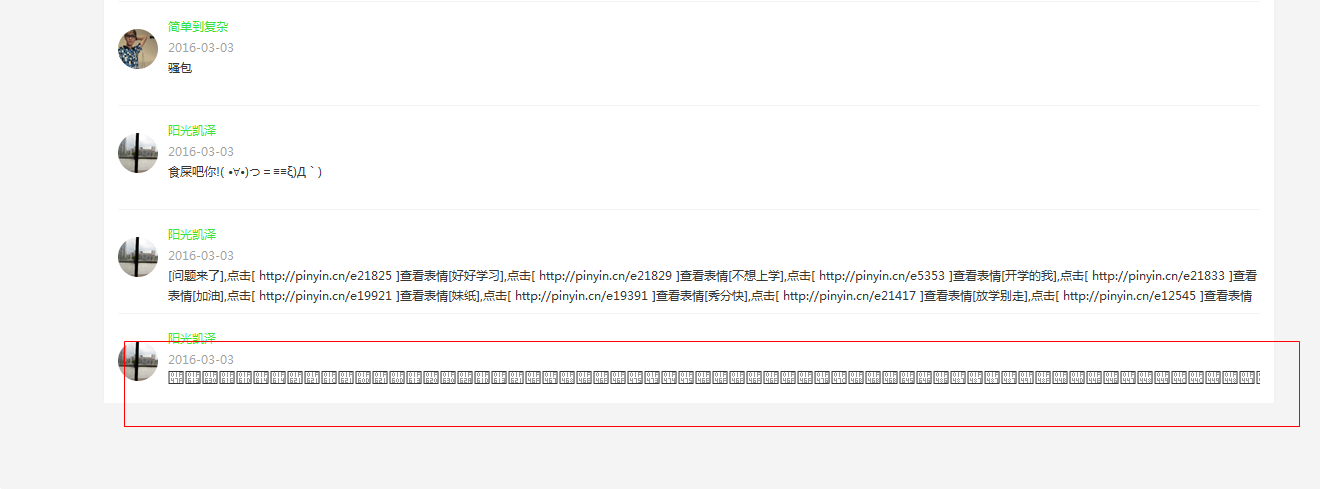 简单到复杂
2016-03-03
骚包
阳光凯泽
2016-03-03
食屎吧你!( •∀•)っ＝≡≡ξ)Д｀)
阳光凯泽
2016-03-03
[问题来了],点击[ http://pinyin.cn/e21825 ]查看表情[好好学习],点击[ http://pinyin.cn/e21829 ]查看表情[不想上学],点击[ http://pinyin.cn/e5353 ]查看表情[开学的我],点击[ http://pinyin.cn/e21833 ]查看
表情[加油],点击[ http://pinyin.cn/e19921 ]查看表情[妹纸],点击[ http://pinyin.cn/e19391 ]查看表情[秀分快],点击[ http://pinyin.cn/e21417 ]查看表情[放学别走],点击[ http://pinyin.cn/e12545 ]查看表情
阳光凯泽
2016-03-03